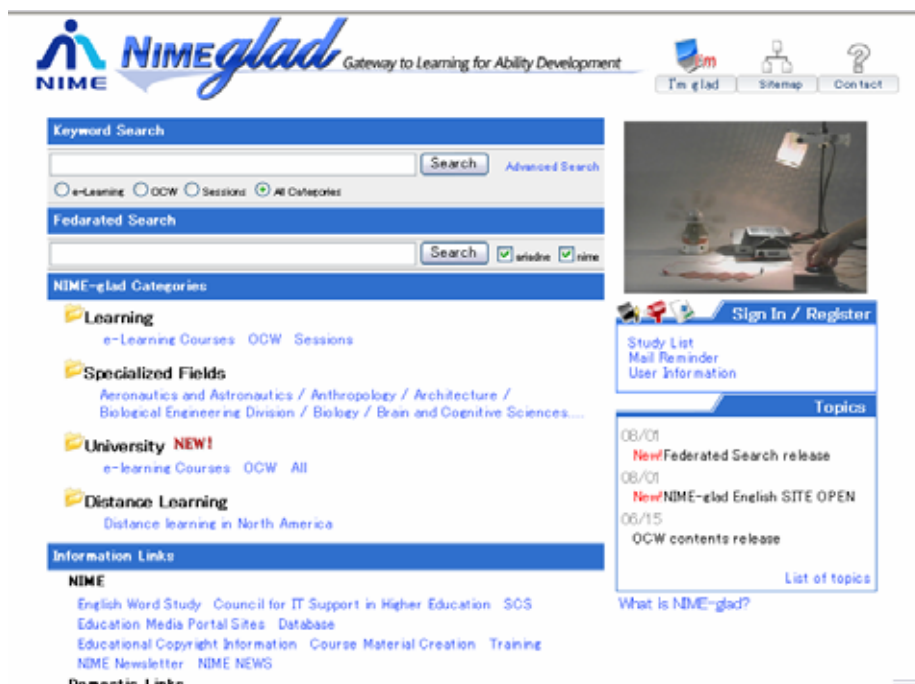 NIME
NIMEglad Gateway to Learning for Ability Development
I'm glad Sitemap Contact
Keyword Search
Search Advanced Search
e-Learning OCW Sessions All Categories
Fedarated Search
Search ariadne nime
NIME-glad Categories
Learning
e-Learning Courses OCW Sessions
Specialized Fields
Aeronautics and Astronautics / Anthropology / Architecture /
Biological Engineering Division / Biology / Brain and Cognitive Sciences....
University NEW!
e-learning Courses OCW All
Distance Learning
Distance learning in North America
Information Links
NIME
English Word Study Council for IT Support in Higher Education SCS
Education Media Portal Sites Database
Educational Copyright Information Course Material Creation Training
NIME Newsletter NIME NEWS
Domestic Links
Sign In / Register
Study List
Mail Reminder
User Information
Topics
08/01
New!Federated Search release
08/01
New!NIME-glad English SITE OPEN
06/15
OCW contents release
List of topics
What is NIME-glad?